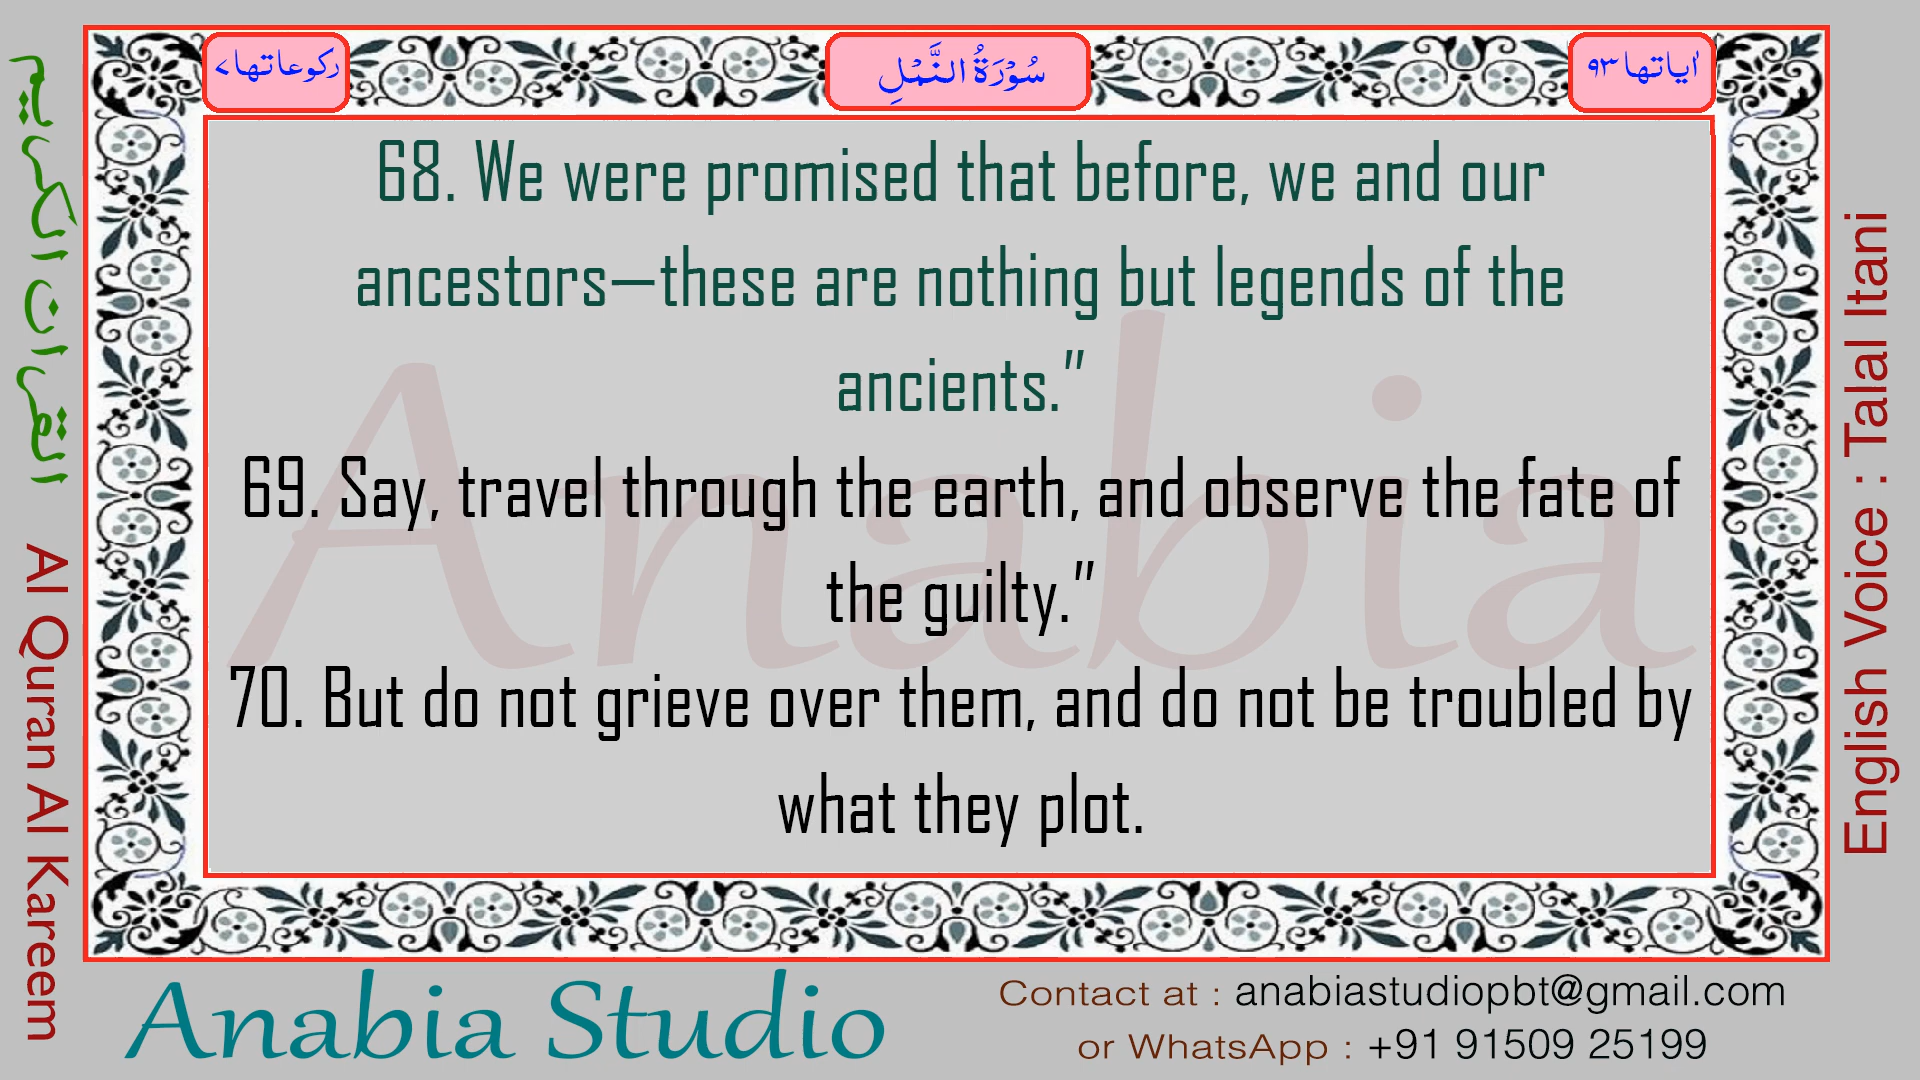 رکوعاتھا ۷
سُوْرَۃُ النَّمْلِ
اٰیاتھا ۹۳
68. We were promised that before, we and our
ancestors—these are nothing but legends of the
ancients.”
69. Say, travel through the earth, and observe the fate of
the guilty.”
70. But do not grieve over them, and do not be troubled by
what they plot.
Anabia
القرآن الكريم
Al Quran Al Kareem
English Voice : Talal Itani
Anabia Studio
Contact at : anabiastudiopbt@gmail.com
or WhatsApp : +91 91509 25199